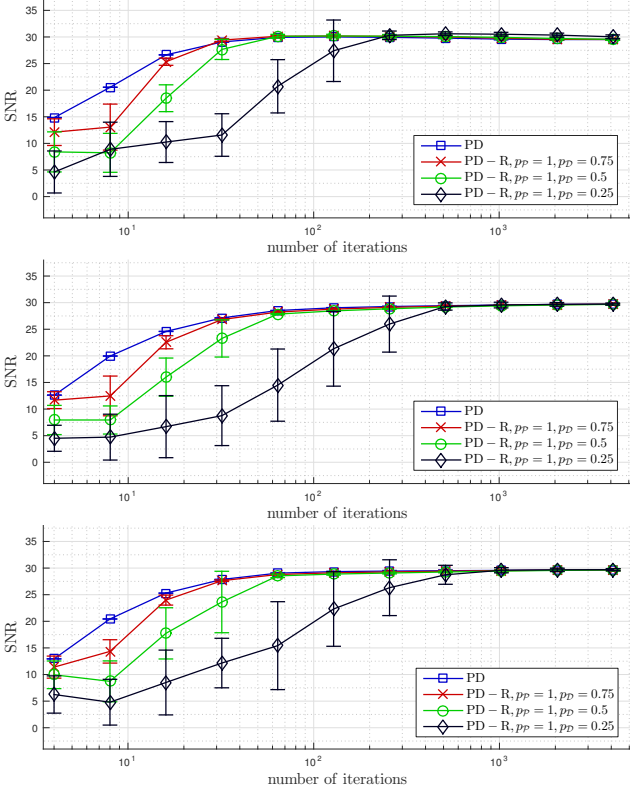 35
30
25
20
15
10
5
0
SNR
PD
PD − R, p_𝒫 = 1, p_𝒟 = 0.75
PD − R, p_𝒫 = 1, p_𝒟 = 0.5
PD − R, p_𝒫 = 1, p_𝒟 = 0.25
10^1 10^2 10^3
number of iterations
35
30
25
20
15
10
5
0
SNR
PD
PD − R, p_𝒫 = 1, p_𝒟 = 0.75
PD − R, p_𝒫 = 1, p_𝒟 = 0.5
PD − R, p_𝒫 = 1, p_𝒟 = 0.25
10^1 10^2 10^3
number of iterations
35
30
25
20
15
10
5
0
SNR
PD
PD − R, p_𝒫 = 1, p_𝒟 = 0.75
PD − R, p_𝒫 = 1, p_𝒟 = 0.5
PD − R, p_𝒫 = 1, p_𝒟 = 0.25
10^1 10^2 10^3
number of iterations